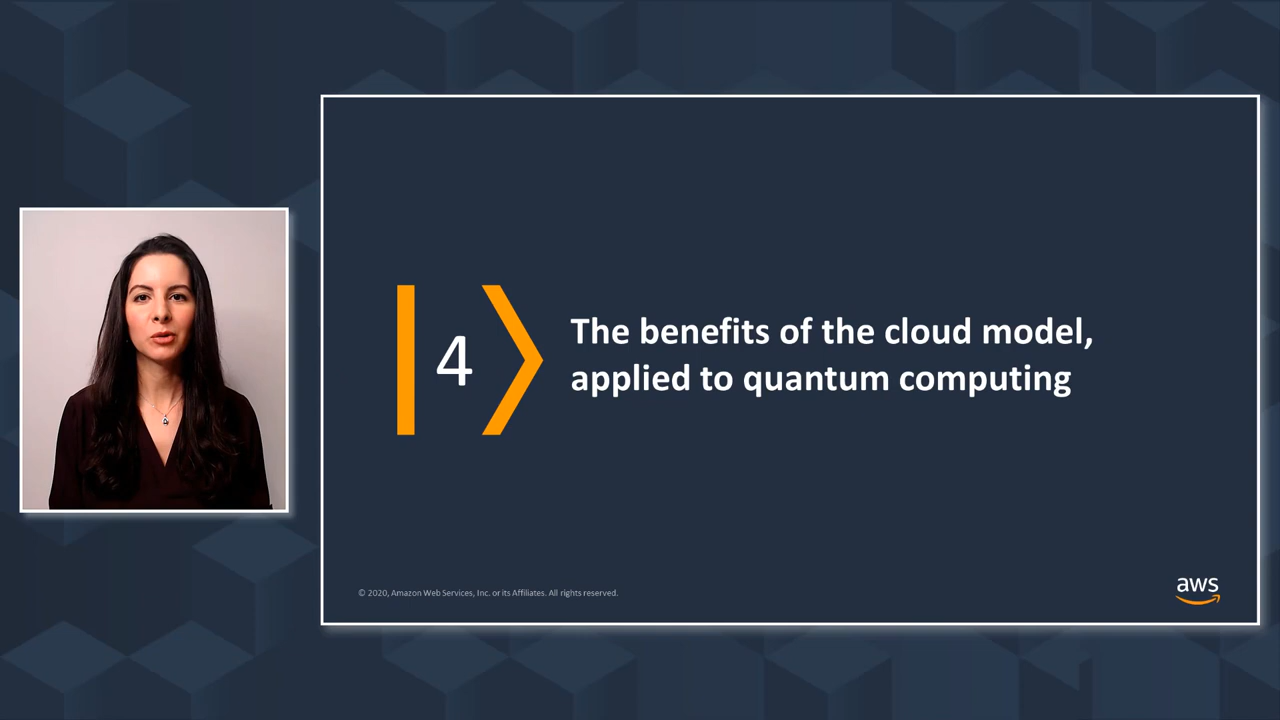 4
The benefits of the cloud model,
applied to quantum computing
© 2020, Amazon Web Services, Inc. or its Affiliates. All rights reserved.
aws